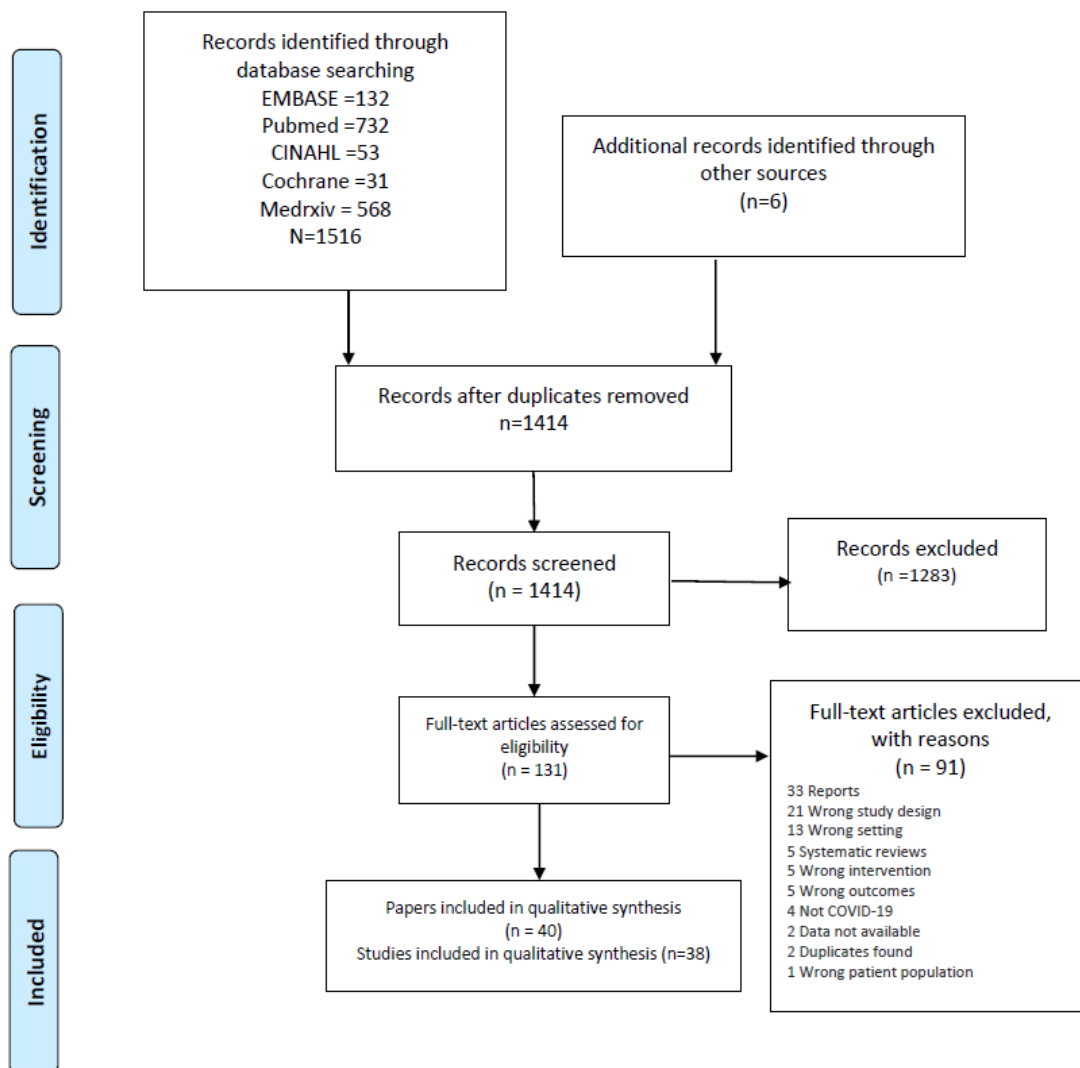 Identification
Records identified through
database searching
EMBASE =132
Pubmed =732
CINAHL =53
Cochrane =31
Medrxiv = 568
N=1516
Additional records identified through
other sources
(n=6)
Screening
Records after duplicates removed
n=1414
Records screened
(n = 1414)
Records excluded
(n =1283)
Eligibility
Full-text articles assessed for
eligibility
(n = 131)
Full-text articles excluded,
with reasons
(n = 91)
33 Reports
21 Wrong study design
13 Wrong setting
5 Systematic reviews
5 Wrong intervention
5 Wrong outcomes
4 Not COVID-19
2 Data not available
2 Duplicates found
1 Wrong patient population
Included
Papers included in qualitative synthesis
(n = 40)
Studies included in qualitative synthesis (n=38)